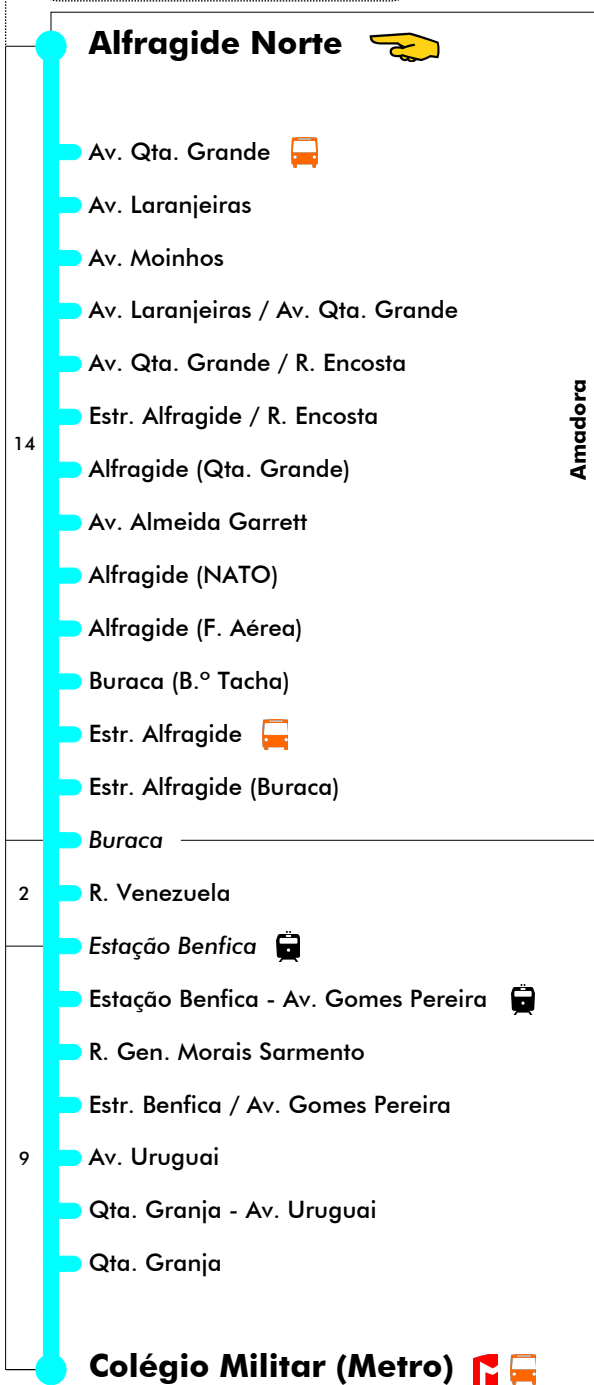 Alfragide Norte
Av. Qta. Grande
Av. Laranjeiras
Av. Moinhos
Av. Laranjeiras / Av. Qta. Grande
Av. Qta. Grande / R. Encosta
Amadora
Estr. Alfragide / R. Encosta
14
Alfragide (Qta. Grande)
Av. Almeida Garrett
Alfragide (NATO)
Alfragide (F. Aérea)
Buraca (B.º Tacha)
Estr. Alfragide
Estr. Alfragide (Buraca)
Buraca
2 R. Venezuela
Estação Benfica
Estação Benfica - Av. Gomes Pereira
R. Gen. Morais Sarmento
Estr. Benfica / Av. Gomes Pereira
9 Av. Uruguai
Qta. Granja - Av. Uruguai
Qta. Granja
Colégio Militar (Metro)